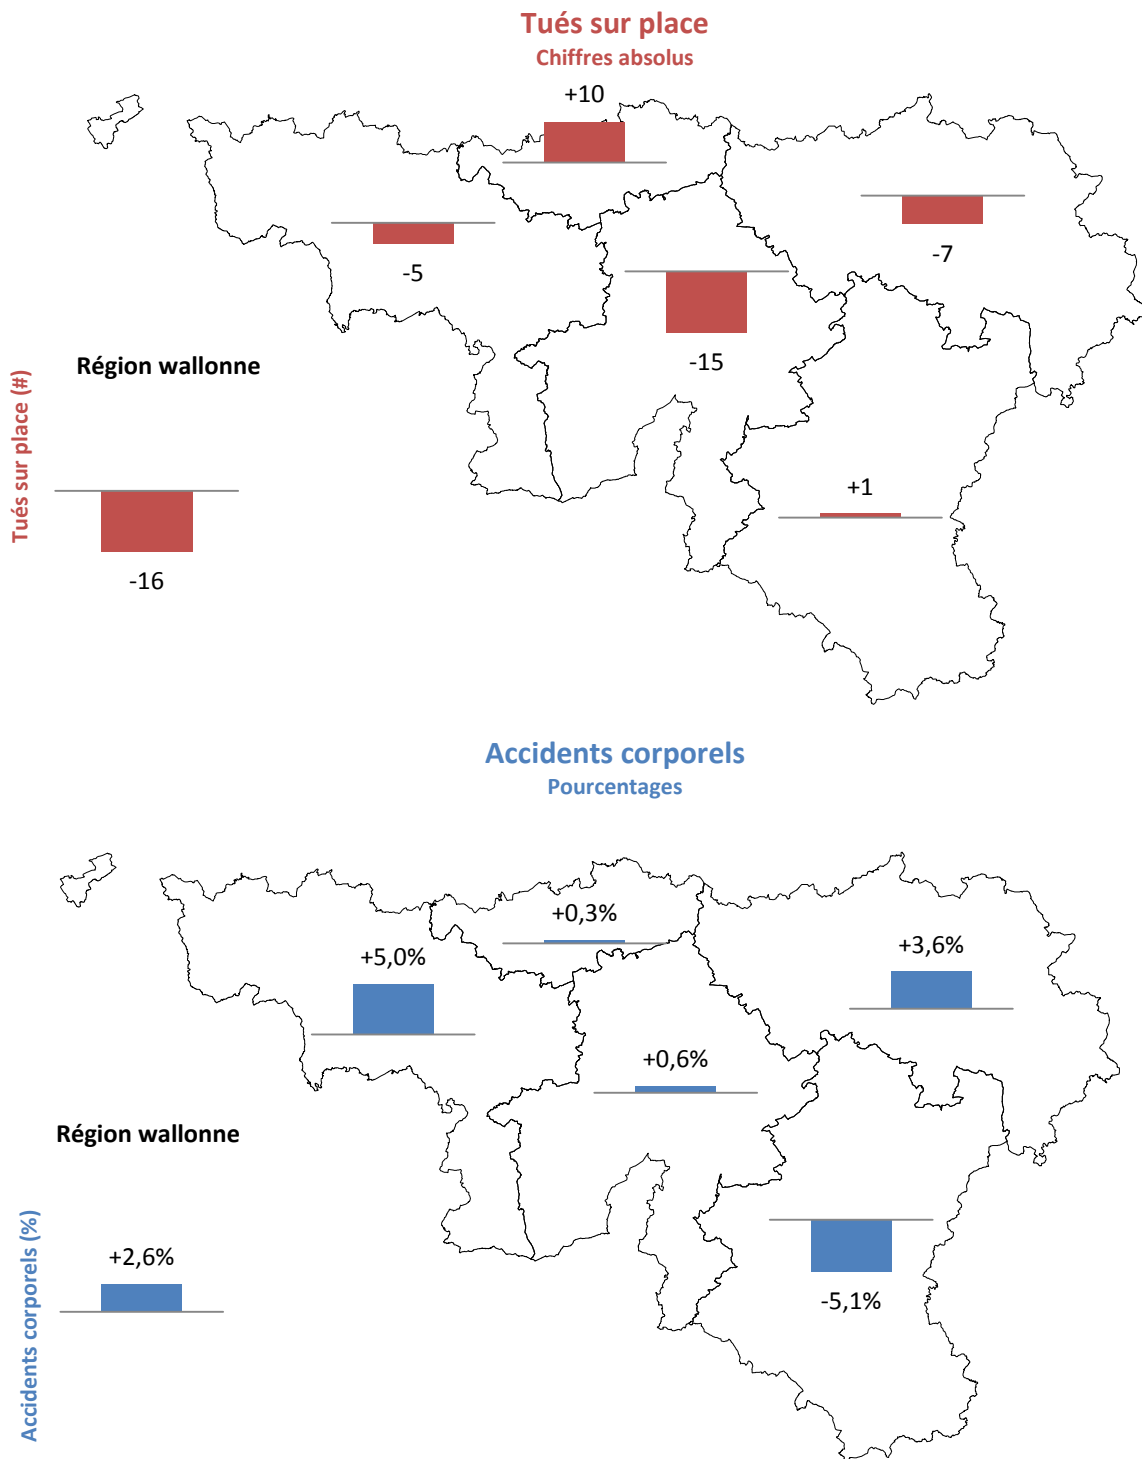 Tués sur place
Chiffres absolus
+10
-5
-7
-15
Région wallonne
Tués sur place (#)
+1
-16
Accidents corporels
Pourcentages
+0,3%
+5,0%
+3,6%
+0,6%
Région wallonne
Accidents corporels (%)
+2,6%
-5,1%